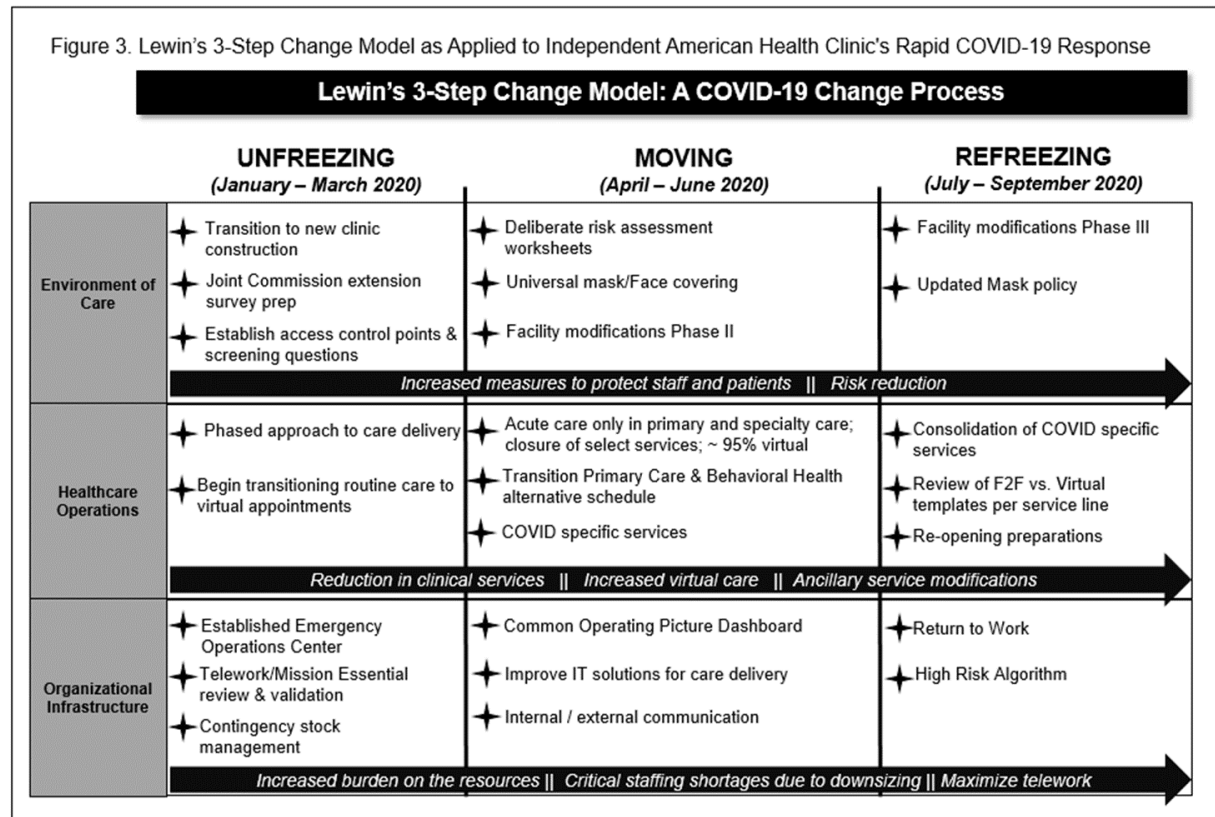 Figure 3. Lewin's 3-Step Change Model as Applied to Independent American Health Clinic's Rapid COVID-19 Response
Lewin's 3-Step Change Model: A COVID-19 Change Process
UNFREEZING
(January – March 2020)
MOVING
(April – June 2020)
REFREEZING
(July – September 2020)
Environment of
Care
Transition to new clinic
construction
Joint Commission extension
survey prep
Establish access control points &
screening questions
Deliberate risk assessment
worksheets
Universal mask/Face covering
Facility modifications Phase II
Facility modifications Phase III
Updated Mask policy
Increased measures to protect staff and patients || Risk reduction
Healthcare
Operations
Phased approach to care delivery
Begin transitioning routine care to
virtual appointments
Acute care only in primary and specialty care;
closure of select services; ~ 95% virtual
Transition Primary Care & Behavioral Health
alternative schedule
COVID specific services
Consolidation of COVID specific
services
Review of F2F vs. Virtual
templates per service line
Re-opening preparations
Reduction in clinical services || Increased virtual care || Ancillary service modifications
Organizational
Infrastructure
Established Emergency
Operations Center
Telework/Mission Essential
review & validation
Contingency stock
management
Common Operating Picture Dashboard
Improve IT solutions for care delivery
Internal / external communication
Return to Work
High Risk Algorithm
Increased burden on the resources || Critical staffing shortages due to downsizing || Maximize telework